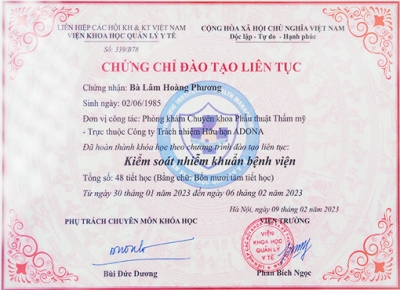 LIÊN HIỆP CÁC HỘI KH & KT VIỆT NAM
VIỆN KHOA HỌC QUẢN LÝ Y TẾ
CỘNG HÒA XÃ HỘI CHỦ NGHĨA VIỆT NAM
Độc lập - Tự do - Hạnh phúc
Số: 339/B78
CHỨNG CHỈ ĐÀO TẠO LIÊN TỤC
Chứng nhận: Bà Lâm Hoàng Phương
Sinh ngày: 02/06/1985
Đơn vị công tác: Phòng khám Chuyên khoa Phẫu thuật Thẩm mỹ
- Trực thuộc Công ty Trách nhiệm Hữu hạn ADONA
Đã hoàn thành khóa học theo chương trình đào tạo liên tục:
Kiểm soát nhiễm khuẩn bệnh viện
Tổng số: 48 tiết học (Bằng chữ: Bốn mươi tám tiết học)
Từ ngày 30 tháng 01 năm 2023 đến ngày 06 tháng 02 năm 2023
Hà Nội, ngày 09 tháng 02 năm 2023
PHỤ TRÁCH CHUYÊN MÔN KHÓA HỌC
VIỆN TRƯỞNG
VIỆN
KHOA HỌC
QUẢN LÝ
Y TẾ
Bùi Đức Dương
Phan Bích Ngọc